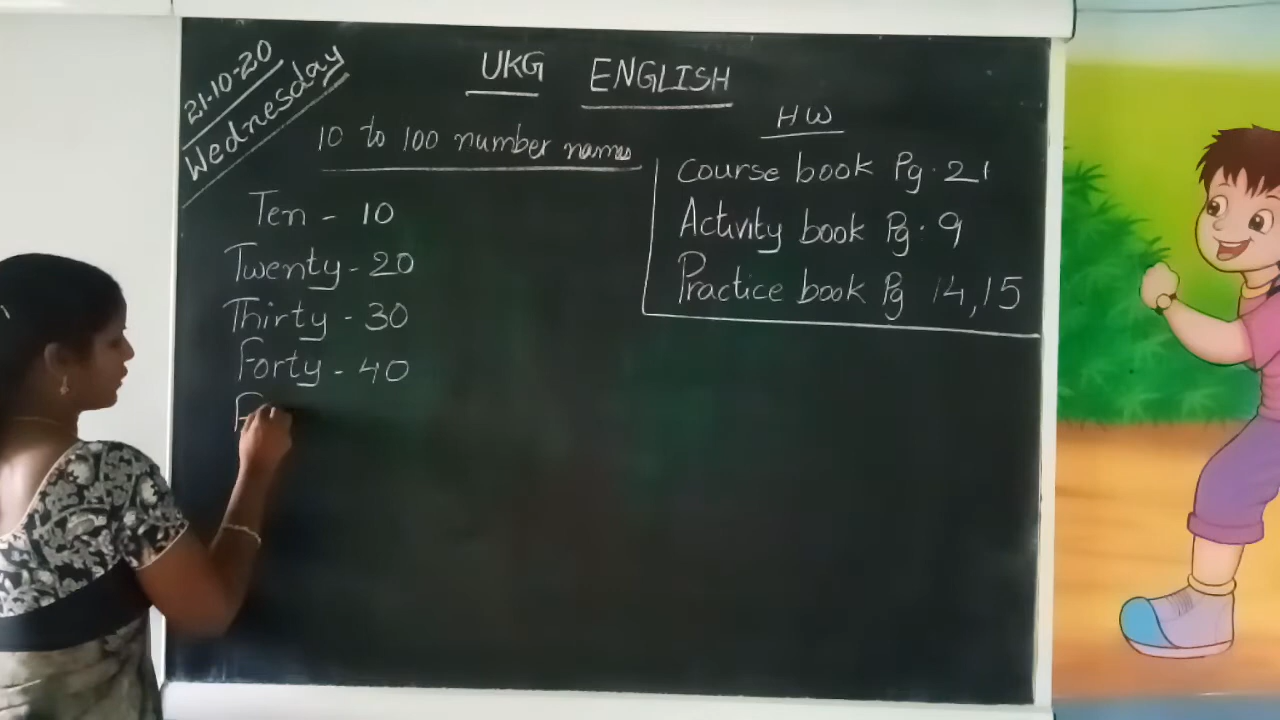 21-10-20
Wednesday
UKG ENGLISH
10 to 100 number names
Ten - 10
Twenty - 20
Thirty - 30
Forty - 40
F
HW
Course book Pg. 21
Activity book Pg. 9
Practice book Pg 14,15